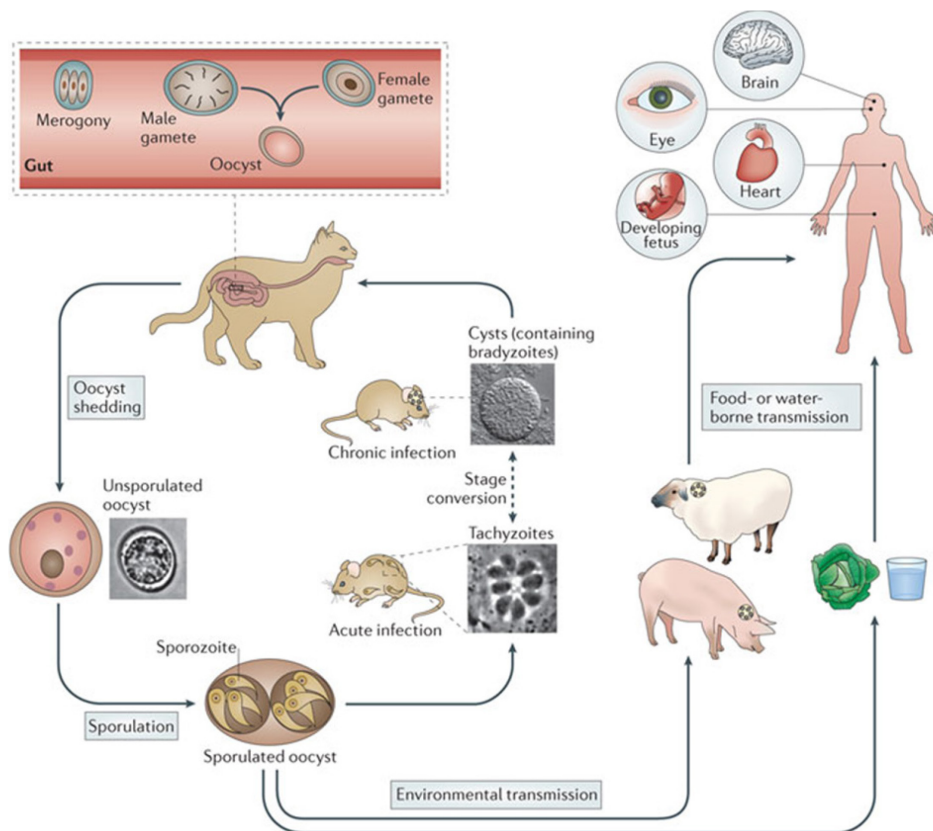 Merogony
Male
gamete
Female
gamete
Oocyst
Gut
Brain
Eye
Heart
Developing
fetus
Oocyst
shedding
Cysts (containing
bradyzoites)
Chronic infection
Stage
conversion
Food- or water-
borne transmission
Unsporulated
oocyst
Tachyzoites
Acute infection
Sporozoite
Sporulation
Sporulated oocyst
Environmental transmission